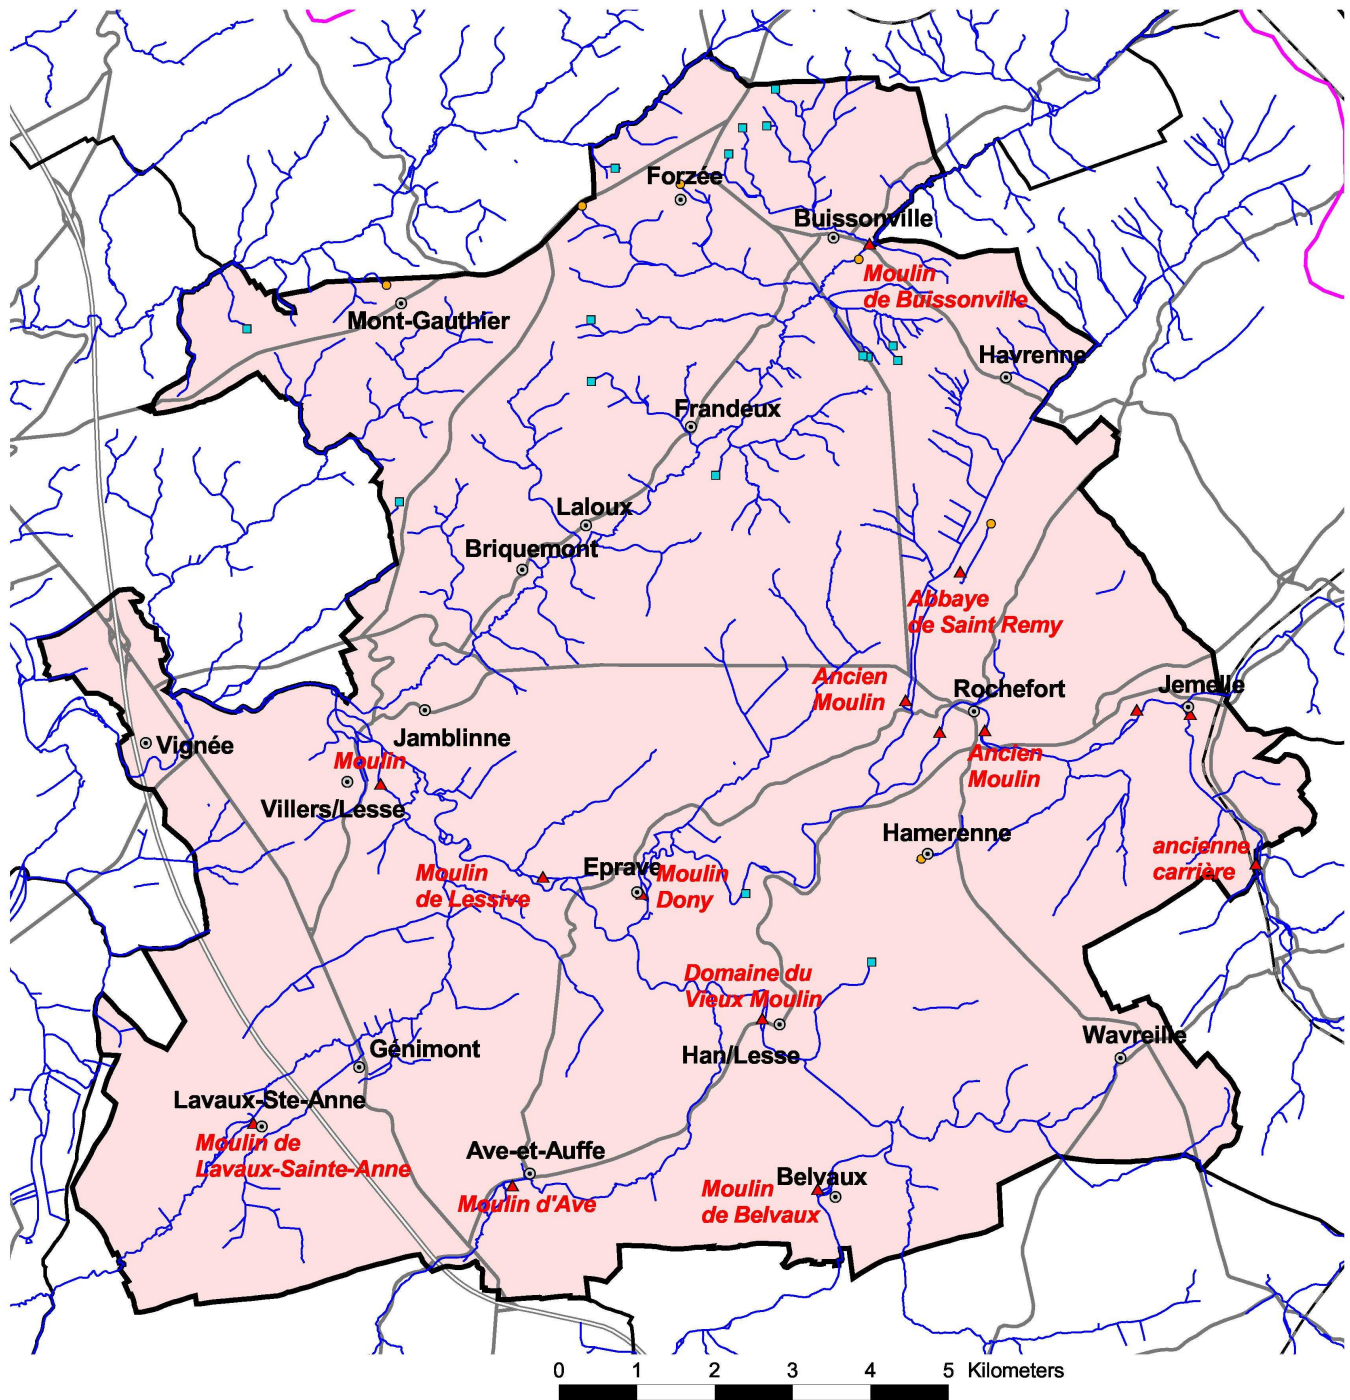 Forzée
Buissonville
Moulin
de Buissonville
Mont-Gauthier
Havrenne
Frandeux
Laloux
Briquemont
Abbaye
de Saint Remy
Ancien
Moulin
Rochefort
Jemelle
Vignée
Jamblinne
Moulin
Villers/Lesse
Ancien
Moulin
Hamerenne
ancienne
carrière
Moulin
de Lessive
Eprave
Moulin
Dony
Domaine du
Vieux Moulin
Han/Lesse
Wavreille
Génimont
Lavaux-Ste-Anne
Moulin de
Lavaux-Sainte-Anne
Ave-et-Auffe
Moulin d'Ave
Moulin
de Belvaux
Belvaux
0 1 2 3 4 5 Kilometers